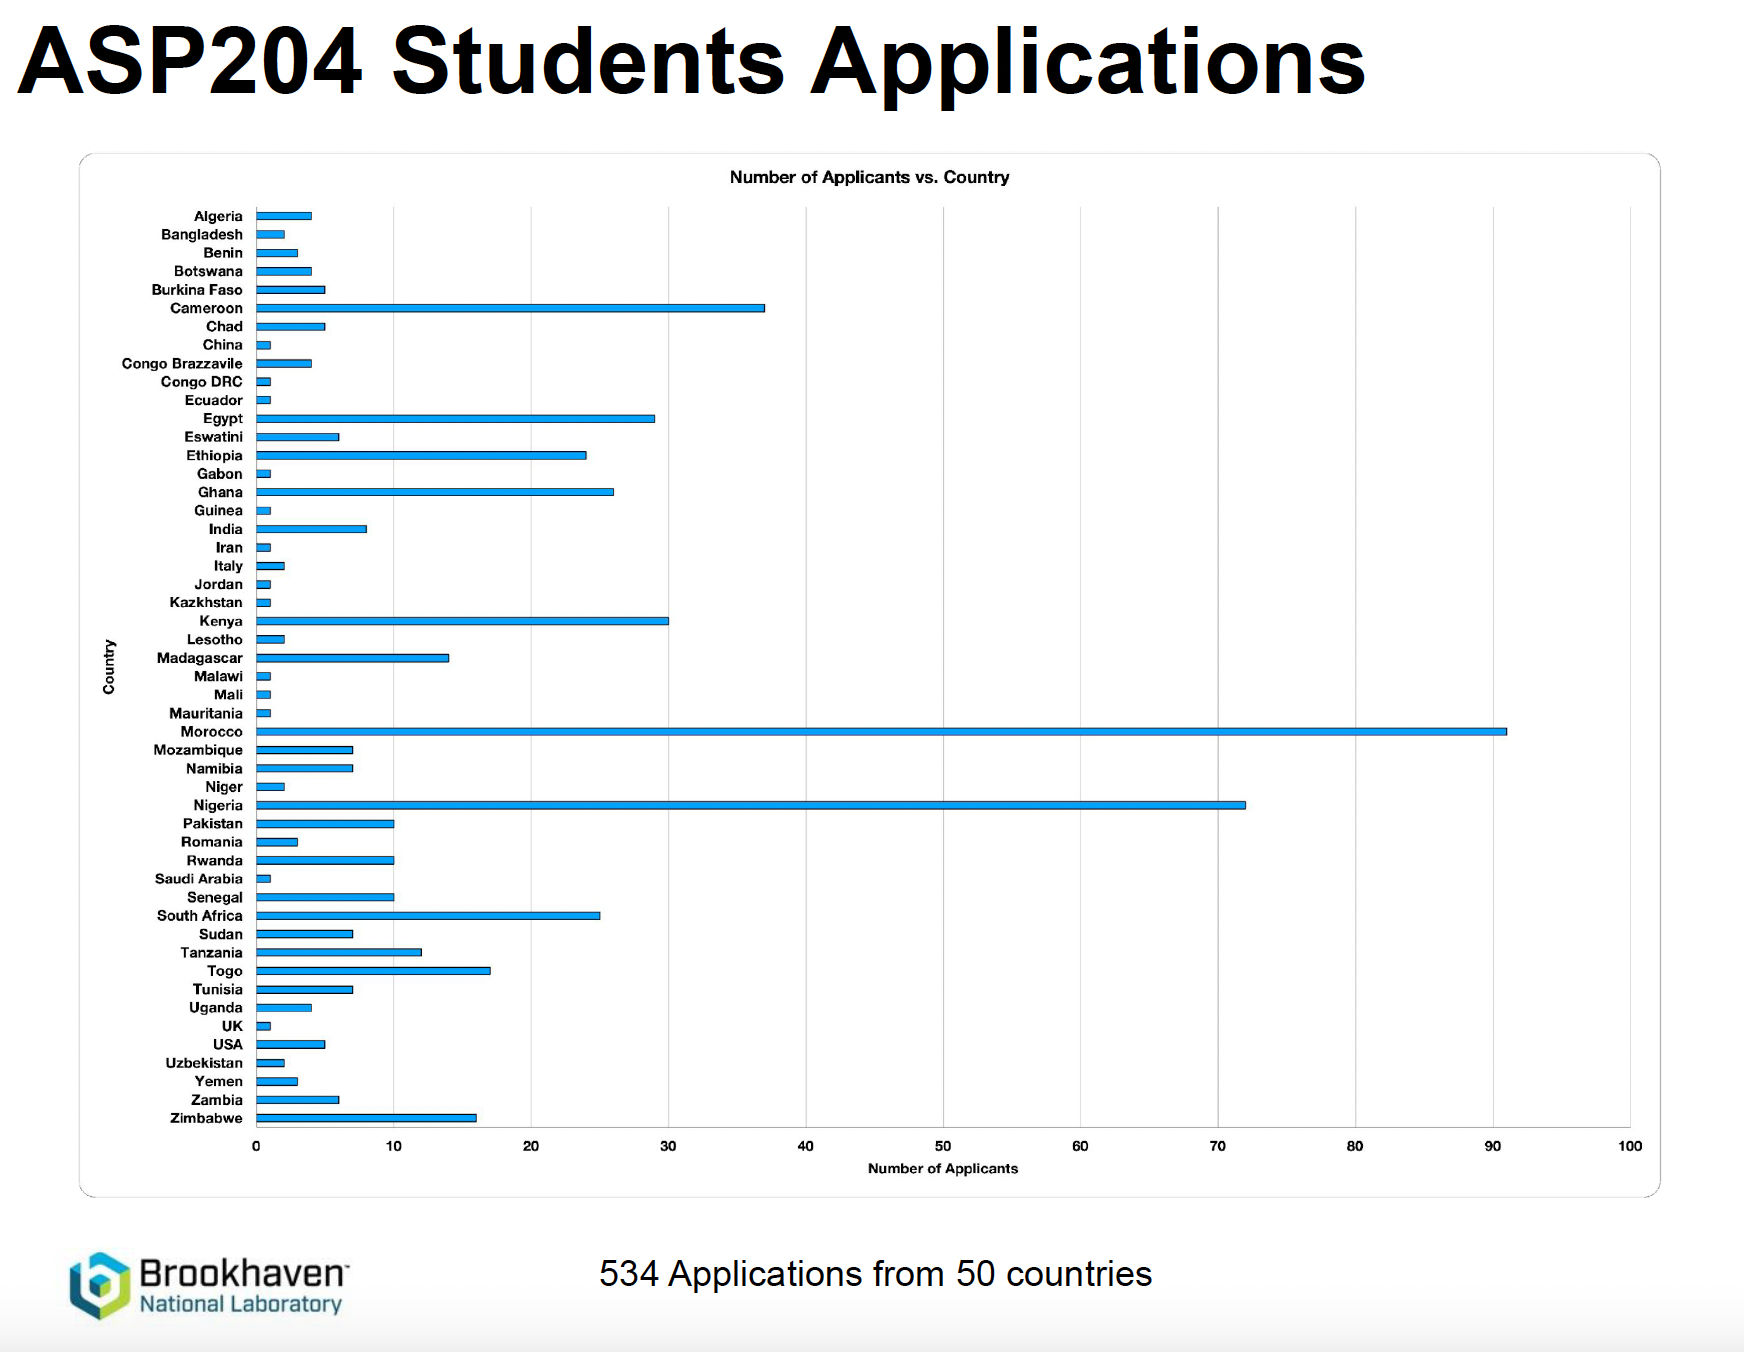 ASP204 Students Applications
Number of Applicants vs. Country
Country
Algeria
Bangladesh
Benin
Botswana
Burkina Faso
Cameroon
Chad
China
Congo Brazzavile
Congo DRC
Ecuador
Egypt
Eswatini
Ethiopia
Gabon
Ghana
Guinea
India
Iran
Italy
Jordan
Kazkhstan
Kenya
Lesotho
Madagascar
Malawi
Mali
Mauritania
Morocco
Mozambique
Namibia
Niger
Nigeria
Pakistan
Romania
Rwanda
Saudi Arabia
Senegal
South Africa
Sudan
Tanzania
Togo
Tunisia
Uganda
UK
USA
Uzbekistan
Yemen
Zambia
Zimbabwe
0 10 20 30 40 50 60 70 80 90 100
Number of Applicants
Brookhaven™
National Laboratory
534 Applications from 50 countries